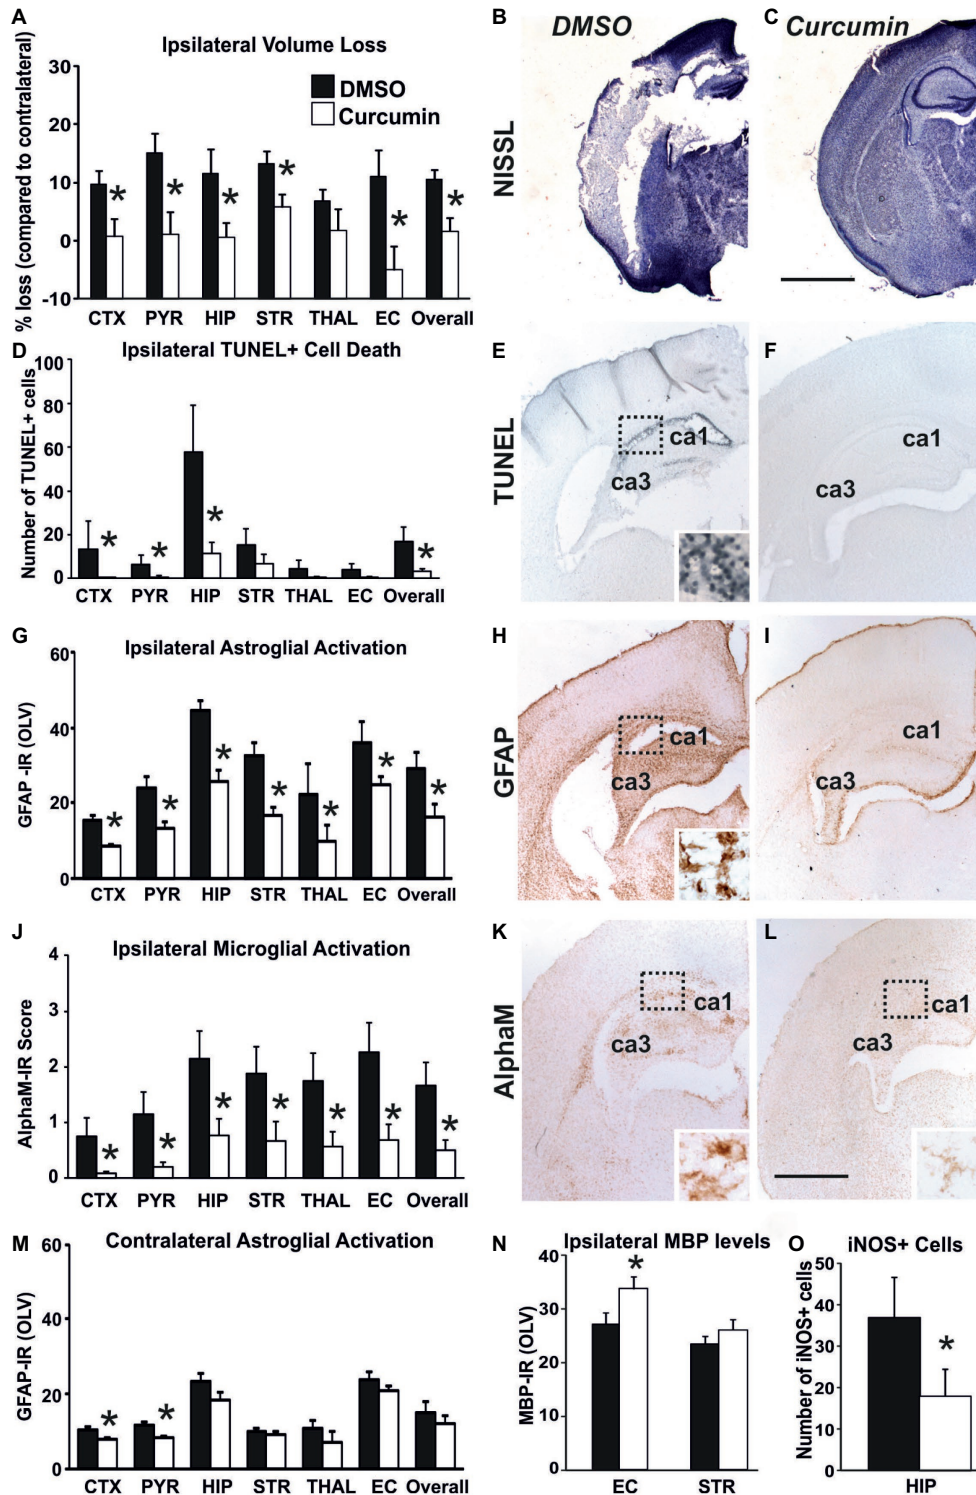 A
Ipsilateral Volume Loss
% loss (compared to contralateral)
30
20
10
0
-10
DMSO
Curcumin
* * * * * *
CTX PYR HIP STR THAL EC Overall
B
DMSO
C
Curcumin
NISSL
D
Ipsilateral TUNEL+ Cell Death
Number of TUNEL+ cells
100
80
60
40
20
0
* * * *
CTX PYR HIP STR THAL EC Overall
E
TUNEL
ca1
ca3
F
ca1
ca3
G
Ipsilateral Astroglial Activation
GFAP -IR (OLV)
60
40
20
0
* * * * * * *
CTX PYR HIP STR THAL EC Overall
H
GFAP
ca1
ca3
I
ca1
ca3
J
Ipsilateral Microglial Activation
AlphaM-IR Score
4
3
2
1
0
* * * * * * *
CTX PYR HIP STR THAL EC Overall
K
AlphaM
ca1
ca3
L
ca1
ca3
M
Contralateral Astroglial Activation
GFAP-IR (OLV)
60
40
20
0
* *
CTX PYR HIP STR THAL EC Overall
N
Ipsilateral MBP levels
MBP-IR (OLV)
40
30
20
10
0
*
EC STR
O
iNOS+ Cells
Number of iNOS+ cells
50
40
30
20
10
0
*
HIP